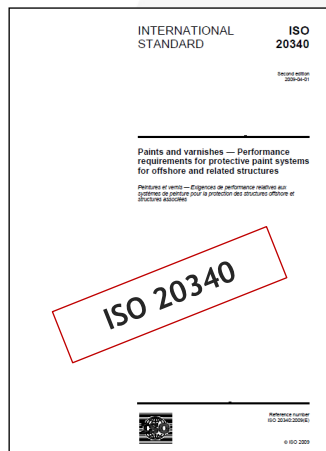 INTERNATIONAL ISO
STANDARD 20340
Second edition
2009-04-01
Paints and varnishes — Performance
requirements for protective paint systems
for offshore and related structures
Peintures et vernis — Exigences de performance relatives aux
systèmes de peinture pour la protection des structures offshore et
structures associées
ISO 20340
Reference number
ISO 20340:2009(E)
© ISO 2009